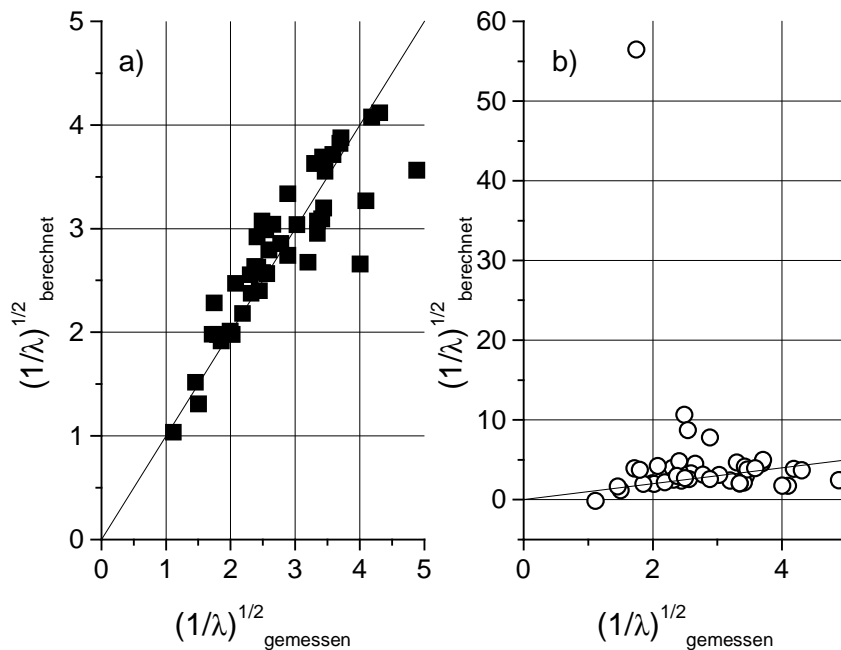 a)
5
4
3
2
1
0
0 1 2 3 4 5
(1/λ)^{1/2}_{berechnet}
(1/λ)^{1/2}_{gemessen}
b)
60
50
40
30
20
10
0
0 2 4
(1/λ)^{1/2}_{berechnet}
(1/λ)^{1/2}_{gemessen}